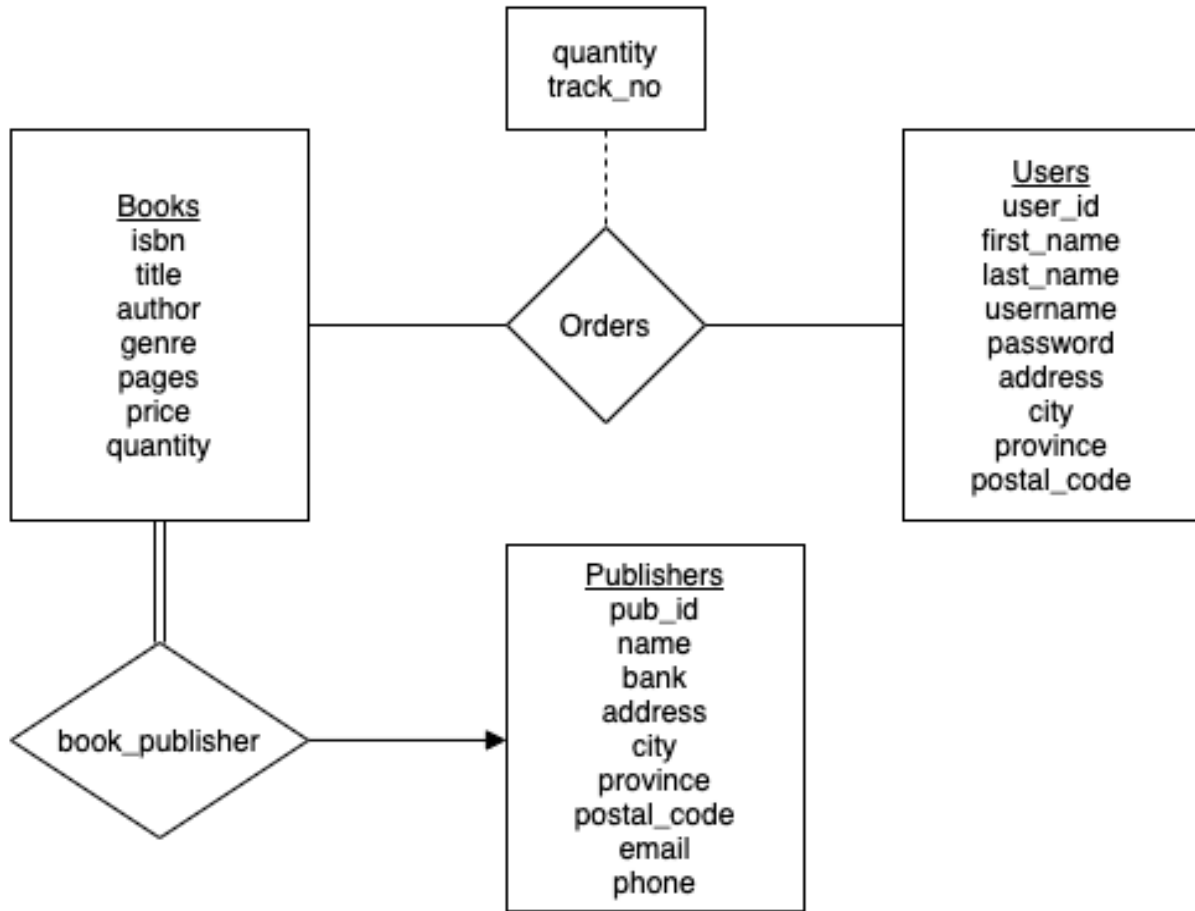 quantity
track_no
Books
isbn
title
author
genre
pages
price
quantity
Orders
Users
user_id
first_name
last_name
username
password
address
city
province
postal_code
book_publisher
Publishers
pub_id
name
bank
address
city
province
postal_code
email
phone